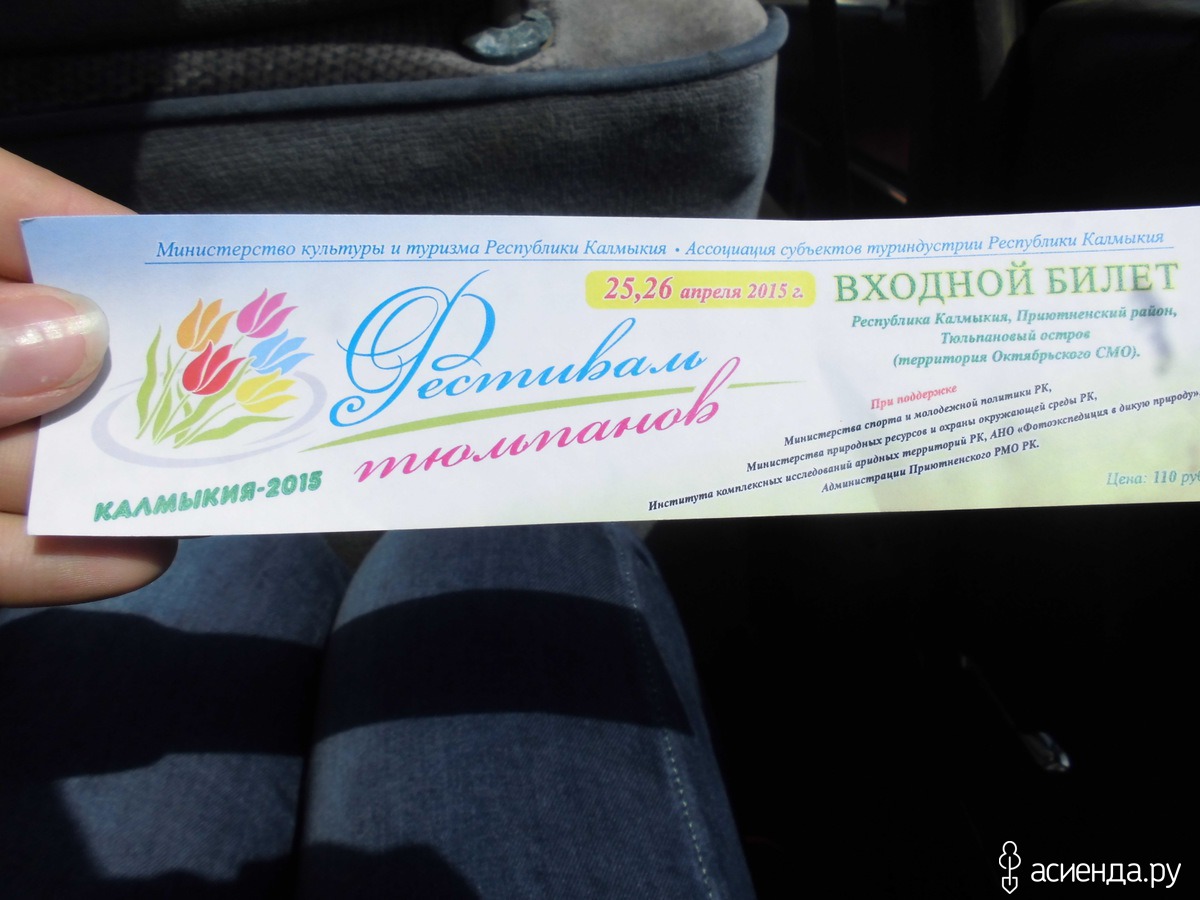 Министерство культуры и туризма Республики Калмыкия • Ассоциация субъектов туриндустрии Республики Калмыкия
25,26 апреля 2015 г.
ВХОДНОЙ БИЛЕТ
Республика Калмыкия, Приютненский район,
Тюльпановый остров
(территория Октябрьского СМО).
Фестиваль
тюльпанов
КАЛМЫКИЯ-2015
При поддержке
Министерства спорта и молодежной политики РК,
Министерства природных ресурсов и охраны окружающей среды РК,
Института комплексных исследований аридных территорий РК, АНО «Фотоэкспедиция в дикую природу»,
Администрации Приютненского РМО РК.
Цена: 110 руб
асиенда.ру